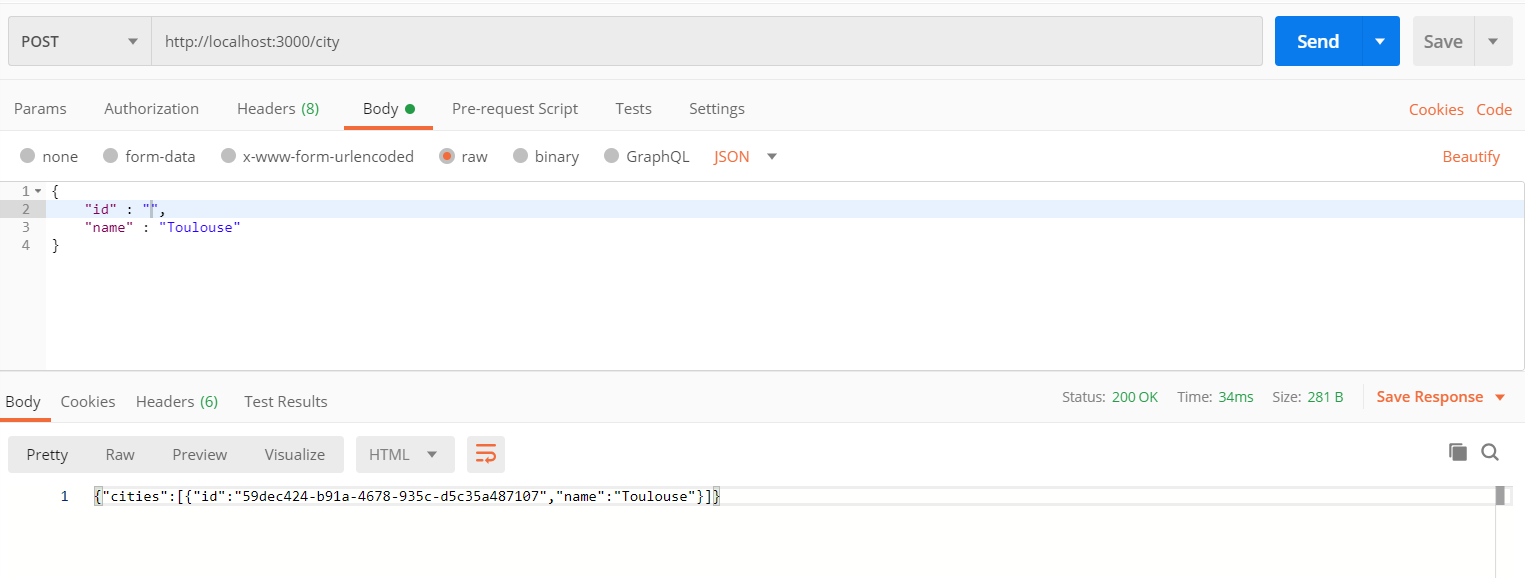 POST http://localhost:3000/city Send Save
Params Authorization Headers (8) Body Pre-request Script Tests Settings Cookies Code
none form-data x-www-form-urlencoded raw binary GraphQL JSON Beautify
1 {
2 "id" : "",
3 "name" : "Toulouse"
4 }
Body Cookies Headers (6) Test Results Status: 200 OK Time: 34ms Size: 281 B Save Response
Pretty Raw Preview Visualize HTML
1 {"cities":[{"id":"59dec424-b91a-4678-935c-d5c35a487107","name":"Toulouse"}]}